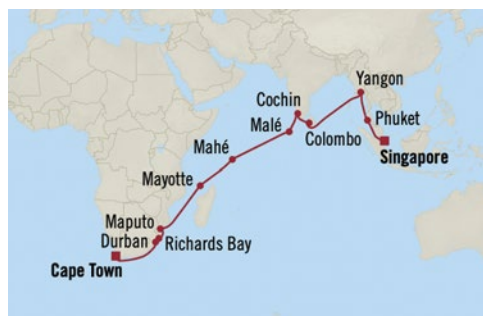 Yangon
Cochin
Phuket
Malé
Colombo
Mahé
Singapore
Mayotte
Maputo
Durban
Richards Bay
Cape Town